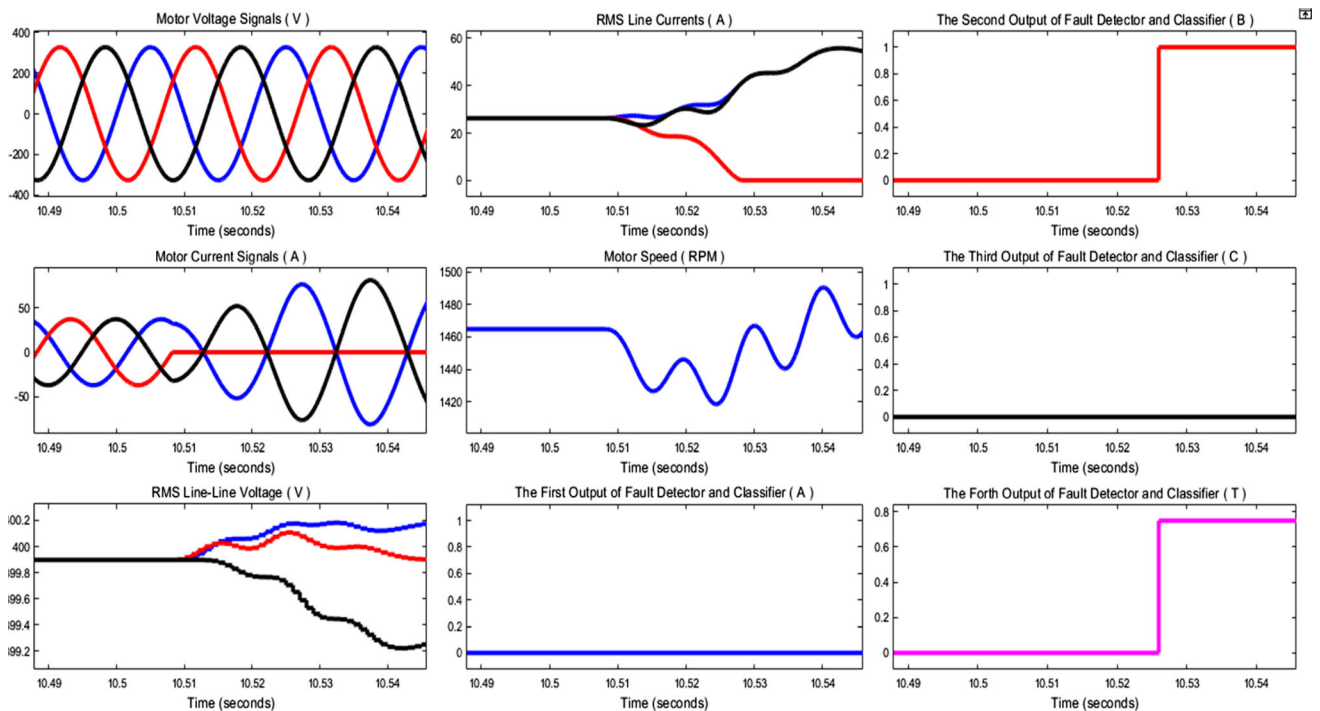 Motor Voltage Signals ( V )
400
200
0
-200
-400
10.49 10.5 10.51 10.52 10.53 10.54
Time (seconds)
RMS Line Currents ( A )
60
40
20
0
10.49 10.5 10.51 10.52 10.53 10.54
Time (seconds)
The Second Output of Fault Detector and Classifier ( B )
1
0.8
0.6
0.4
0.2
0
10.49 10.5 10.51 10.52 10.53 10.54
Time (seconds)
Motor Current Signals ( A )
50
0
-50
10.49 10.5 10.51 10.52 10.53 10.54
Time (seconds)
Motor Speed ( RPM )
1500
1480
1460
1440
1420
10.49 10.5 10.51 10.52 10.53 10.54
Time (seconds)
The Third Output of Fault Detector and Classifier ( C )
1
0.8
0.6
0.4
0.2
0
10.49 10.5 10.51 10.52 10.53 10.54
Time (seconds)
RMS Line-Line Voltage ( V )
00.2
400
99.8
99.6
99.4
99.2
10.49 10.5 10.51 10.52 10.53 10.54
Time (seconds)
The First Output of Fault Detector and Classifier ( A )
1
0.8
0.6
0.4
0.2
0
10.49 10.5 10.51 10.52 10.53 10.54
Time (seconds)
The Forth Output of Fault Detector and Classifier ( T )
0.8
0.6
0.4
0.2
0
10.49 10.5 10.51 10.52 10.53 10.54
Time (seconds)